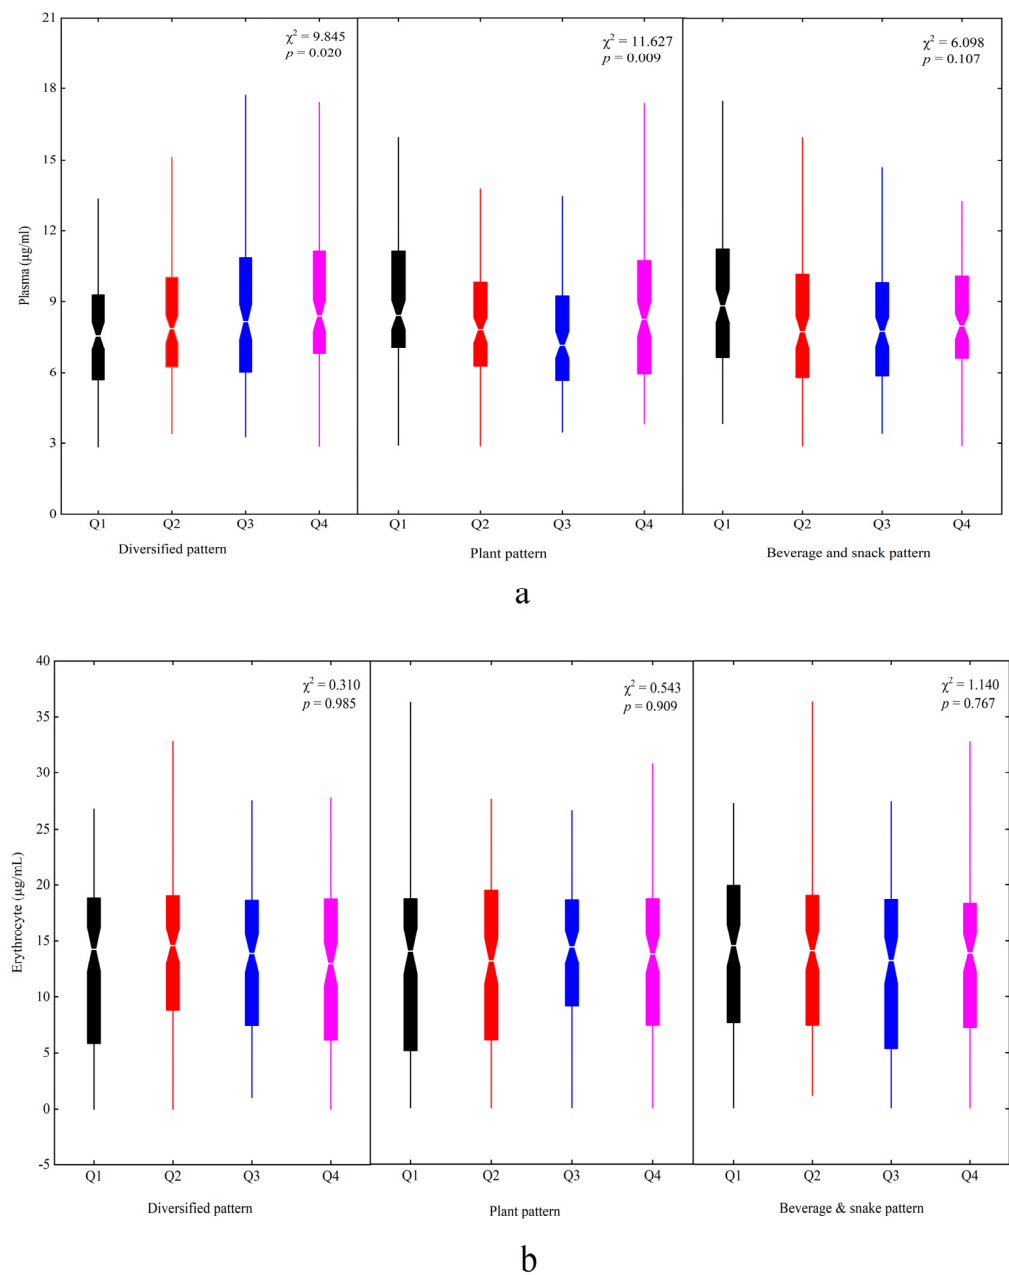 21
18
15
12
9
6
3
0
Plasma (µg/ml)
χ² = 9.845
p = 0.020
χ² = 11.627
p = 0.009
χ² = 6.098
p = 0.107
Q1 Q2 Q3 Q4 Q1 Q2 Q3 Q4 Q1 Q2 Q3 Q4
Diversified pattern
Plant pattern
Beverage and snack pattern
a
40
35
30
25
20
15
10
5
0
-5
Erythrocyte (µg/mL)
χ² = 0.310
p = 0.985
χ² = 0.543
p = 0.909
χ² = 1.140
p = 0.767
Q1 Q2 Q3 Q4 Q1 Q2 Q3 Q4 Q1 Q2 Q3 Q4
Diversified pattern
Plant pattern
Beverage & snake pattern
b